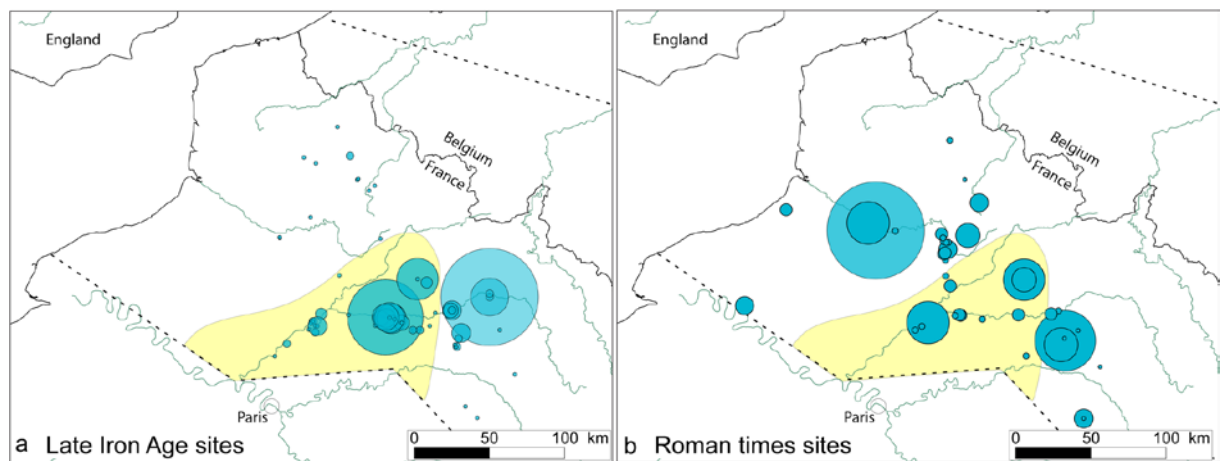 England
Belgium
France
Paris
a Late Iron Age sites
0 50 100 km
England
Belgium
France
Paris
b Roman times sites
0 50 100 km